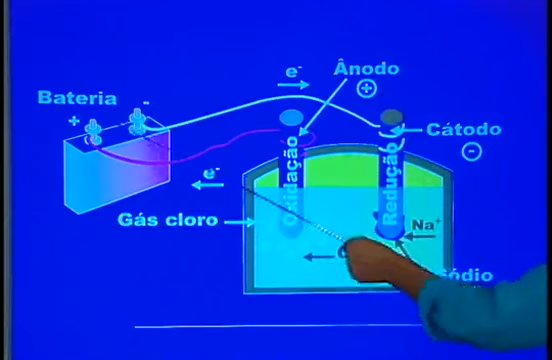 e⁻
Ânodo
+
Bateria
+
-
Cátodo
-
Oxidação
Redução
e⁻
Gás cloro
Na⁺